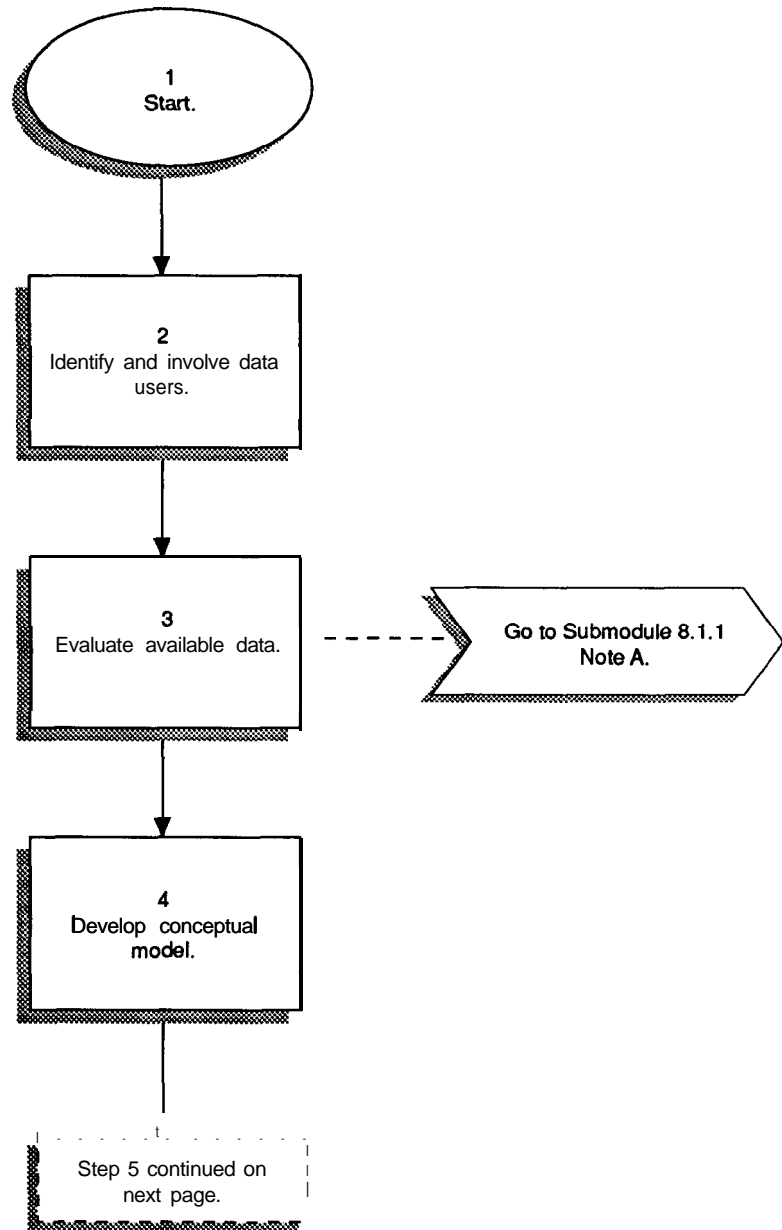 1
Start.
2
Identify and involve data
users.
3
Evaluate available data.
Go to Submodule 8.1.1
Note A.
4
Develop conceptual
model.
Step 5 continued on
next page.